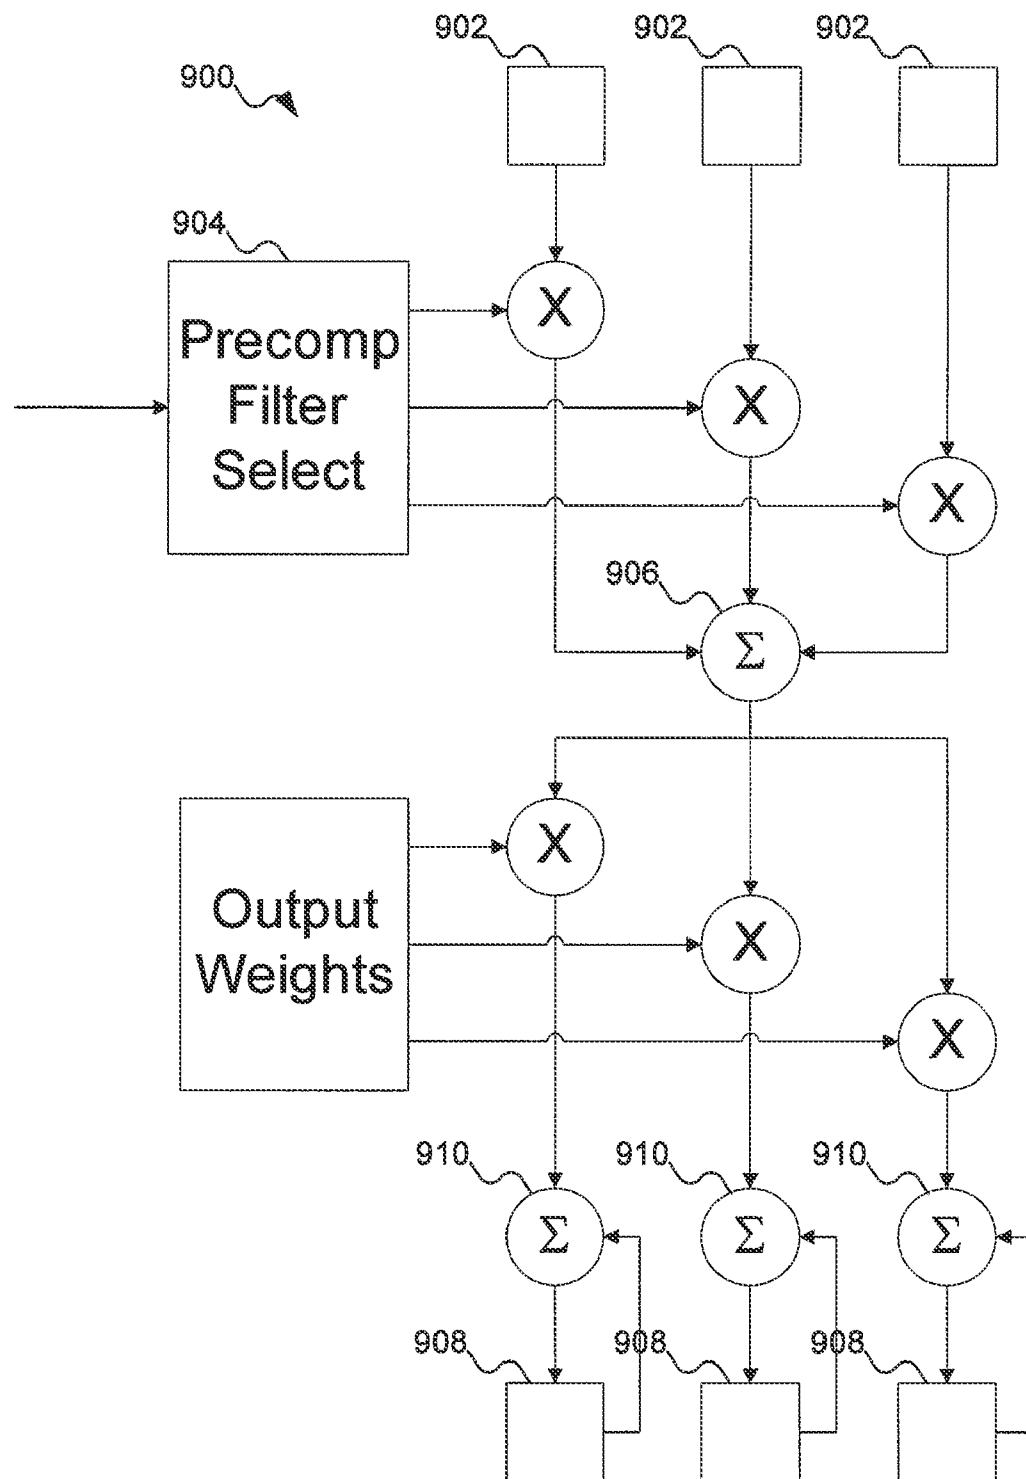 902
902
902
900
904
Precomp
Filter
Select
X
X
X
906
Σ
Output
Weights
X
X
X
910
910
910
Σ
Σ
Σ
908
908
908